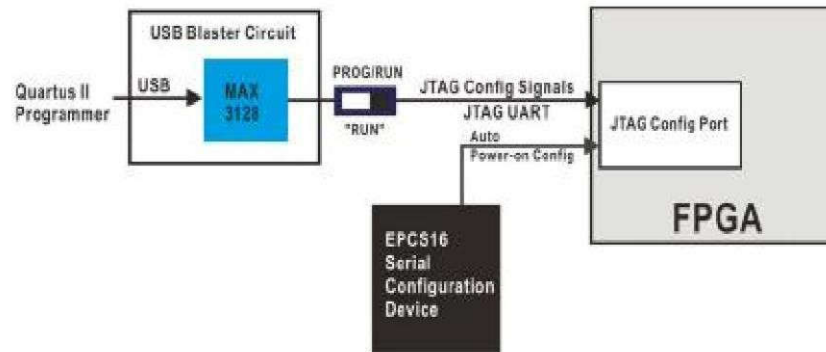 USB Blaster Circuit
Quartus II
Programmer
USB
MAX
3128
PROG/RUN
"RUN"
JTAG Config Signals
JTAG UART
Auto
Power-on Config
JTAG Config Port
FPGA
EPCS16
Serial
Configuration
Device